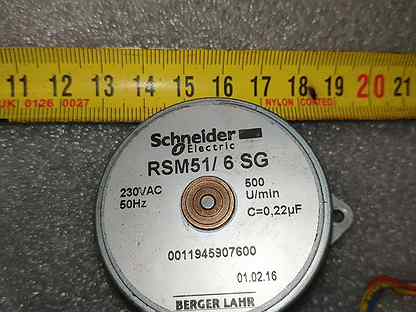 11 12 13 14 15 16 17 18 19 20 21
UK 0126 0027 NYLON COATED
Schneider
Electric
RSM51/ 6 SG
230VAC 500
50Hz U/min
C=0,22µF
0011945907600
01.02.16
BERGER LAHR